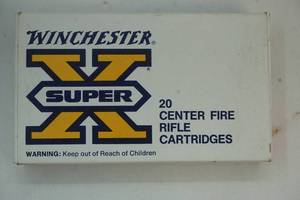 WINCHESTER®
X
SUPER
20
CENTER FIRE
RIFLE
CARTRIDGES
WARNING: Keep out of Reach of Children